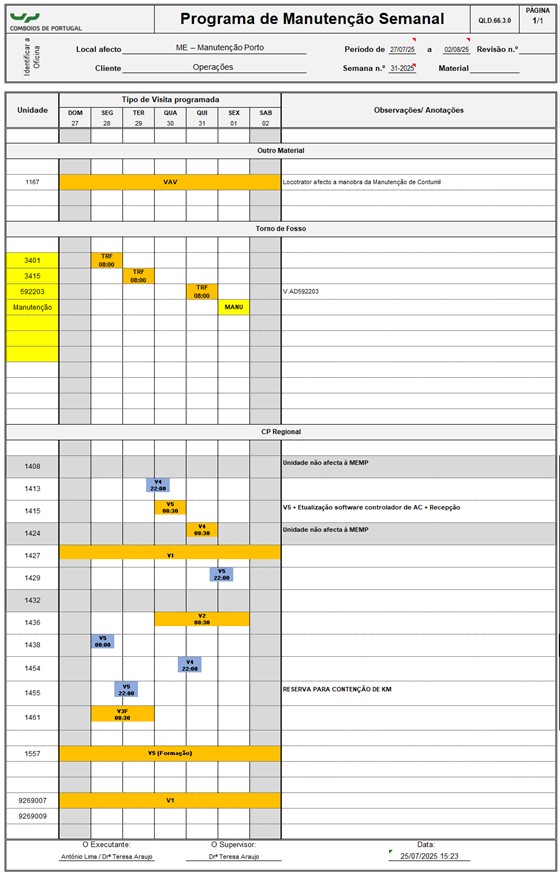 COMBOIOS DE PORTUGAL
Programa de Manutenção Semanal
QLD.66.3.0
PÁGINA
1/1
Identificar a Oficina
Local afecto ME – Manutenção Porto
Periodo de 27/07/25 a 02/08/25 Revisão n.º
Cliente Operações
Semana n.º 31-2025 Material
Unidade
Tipo de Visita programada
Observações/ Anotações
DOM SEG TER QUA QUI SEX SAB
27 28 29 30 31 01 02
Outro Material
1167 VAV Locotrator afecto a manobra da Manutenção de Contumil
Torno de Fosso
3401 TRF 08:00
3415 TRF 08:00
592203 TRF 08:00 V.AD592203
Manutenção MANU
CP Regional
1408 Unidade não afecta à MEMP
1413 V4 22:00
1415 V5 08:30 V5 + Etualização software controlador de AC + Recepção
1424 V4 08:30 Unidade não afecta à MEMP
1427 V1
1429 V5 22:00
1432
1436 V2 08:30
1438 V5 00:00
1454 V4 22:00
1455 V5 22:00 RESERVA PARA CONTENÇÃO DE KM
1461 V3F 08:30
1557 V5 (Formação)
9269007 V1
9269009
O Executante: O Supervisor: Data:
António Lima / Drª Teresa Araujo Drª Teresa Araujo 25/07/2025 15:23